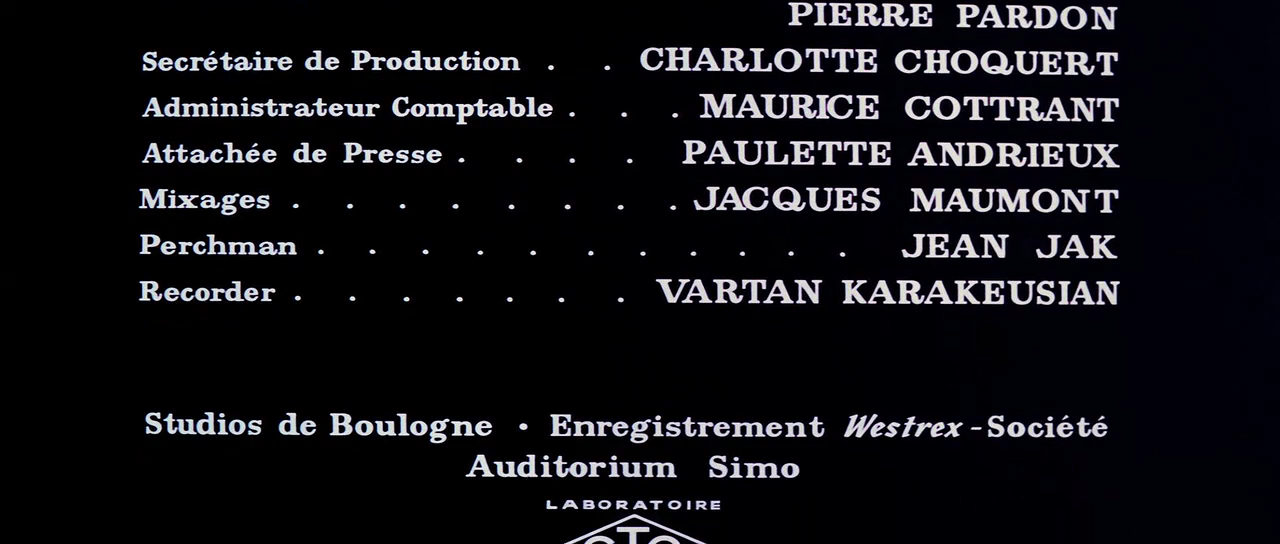 PIERRE PARDON
Secrétaire de Production . . CHARLOTTE CHOQUERT
Administrateur Comptable . . . MAURICE COTTRANT
Attachée de Presse . . . . PAULETTE ANDRIEUX
Mixages . . . . . . . . JACQUES MAUMONT
Perchman . . . . . . . . . . JEAN JAK
Recorder . . . . . . . VARTAN KARAKEUSIAN
Studios de Boulogne • Enregistrement Westrex - Société
Auditorium Simo
LABORATOIRE